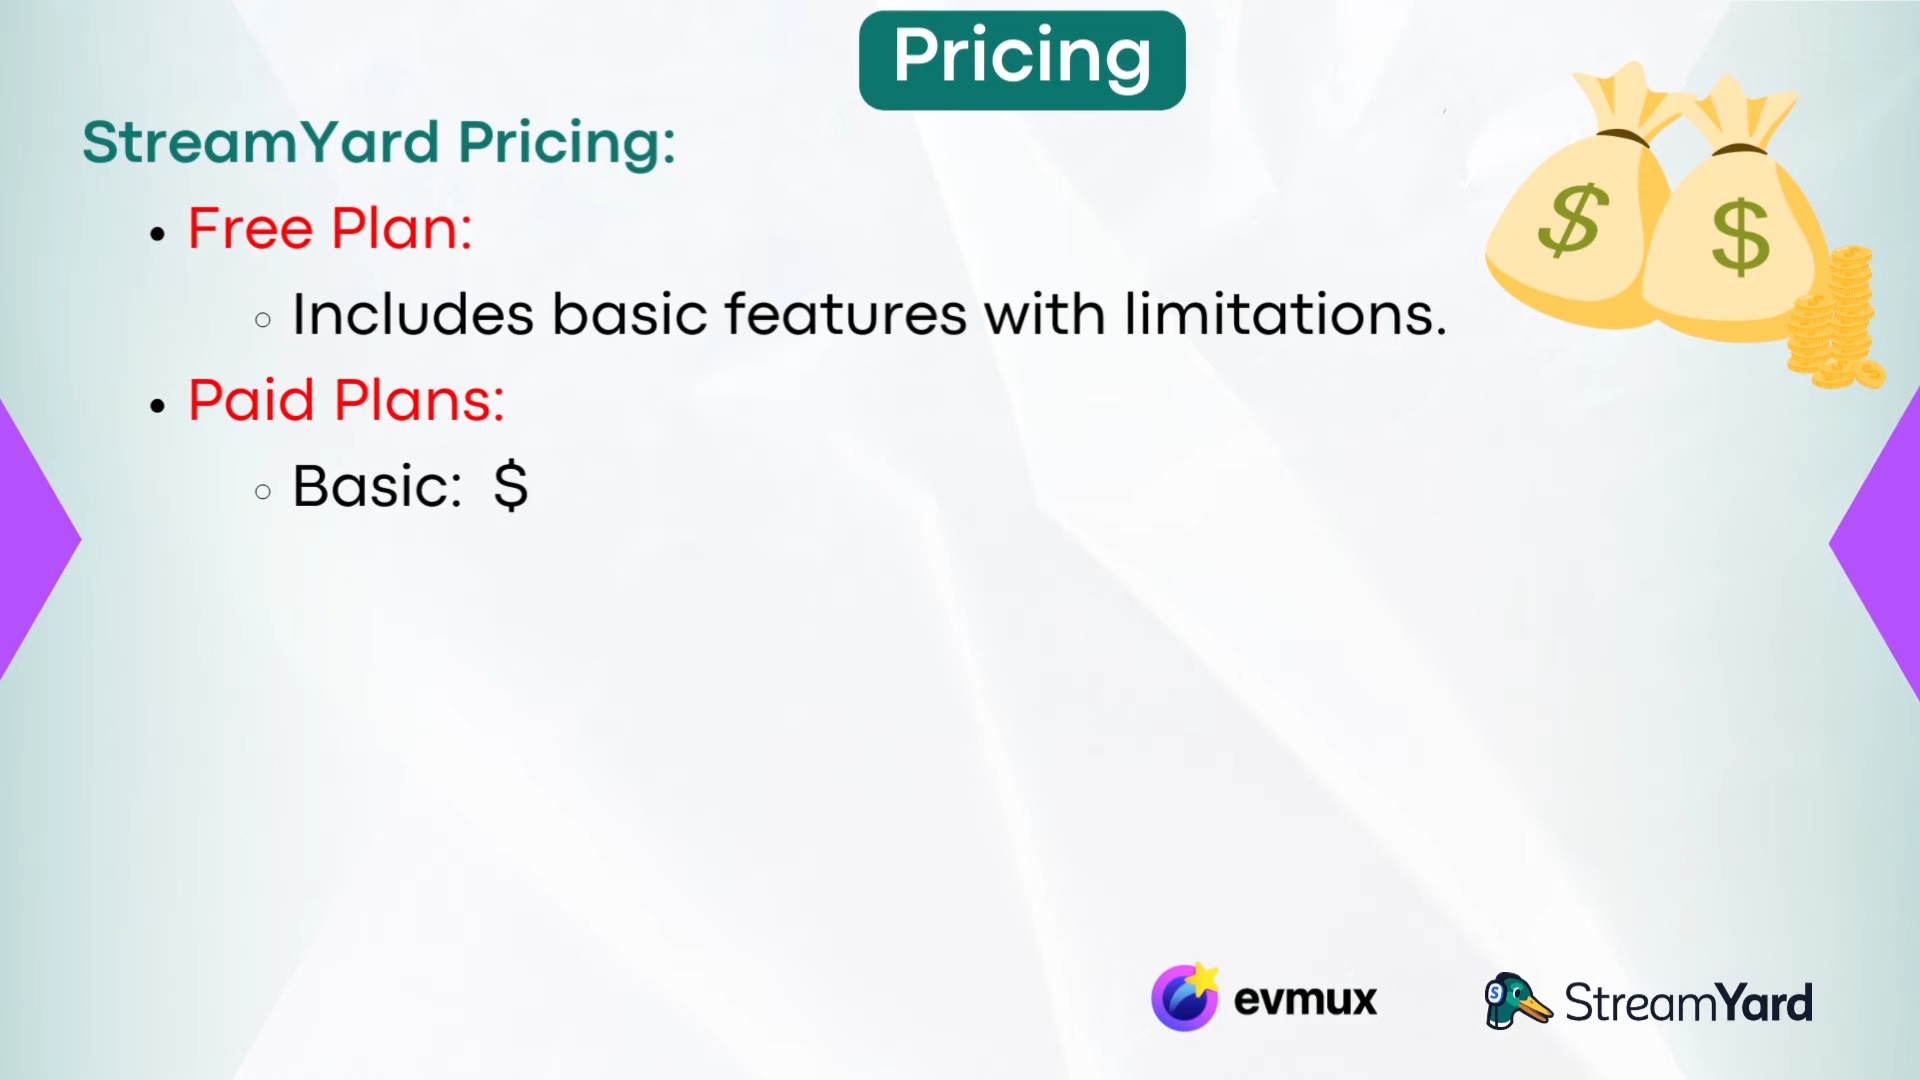 Pricing
StreamYard Pricing:
• Free Plan:
○ Includes basic features with limitations.
• Paid Plans:
○ Basic: $
$ $
evmux
S StreamYard